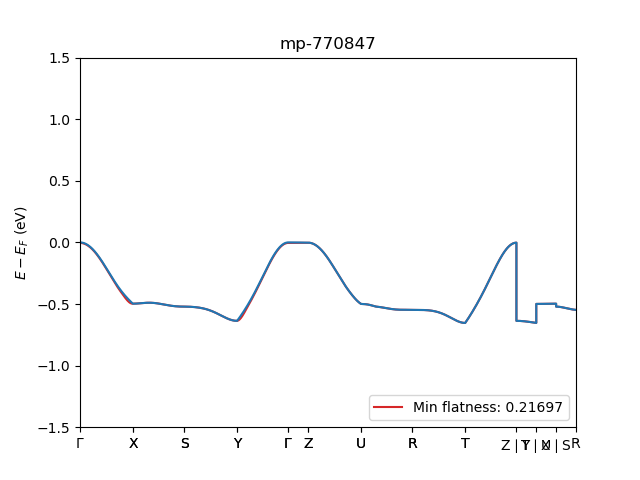 mp-770847
1.5
1.0
0.5
0.0
−0.5
−1.0
−1.5
E − E_F (eV)
Min flatness: 0.21697
Γ X S Y Γ Z U R T Z | Y | X | S R